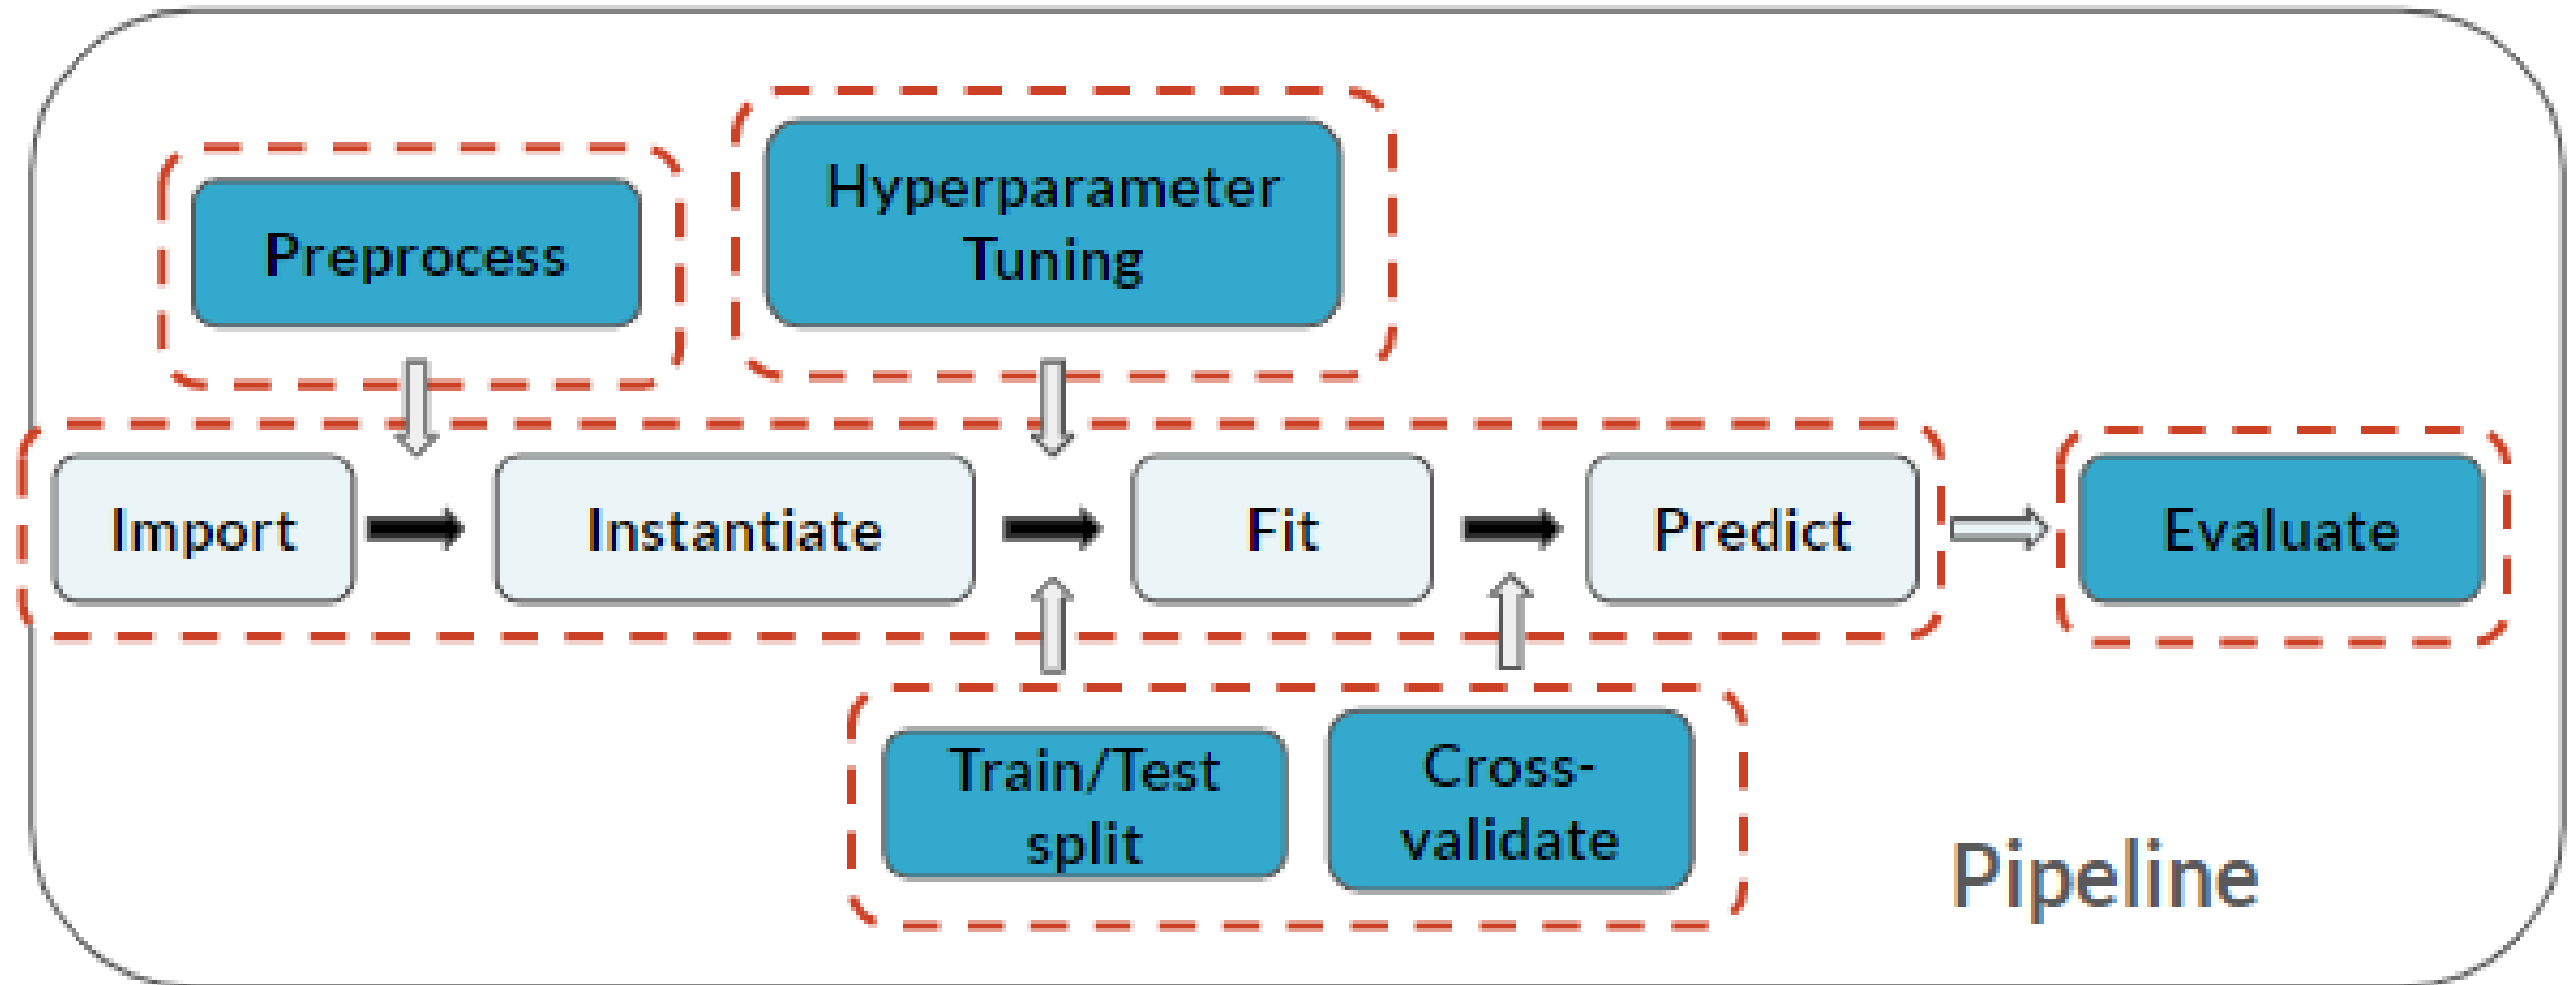 Preprocess
Hyperparameter
Tuning
Import
Instantiate
Fit
Predict
Evaluate
Train/Test
split
Cross-
validate
Pipeline